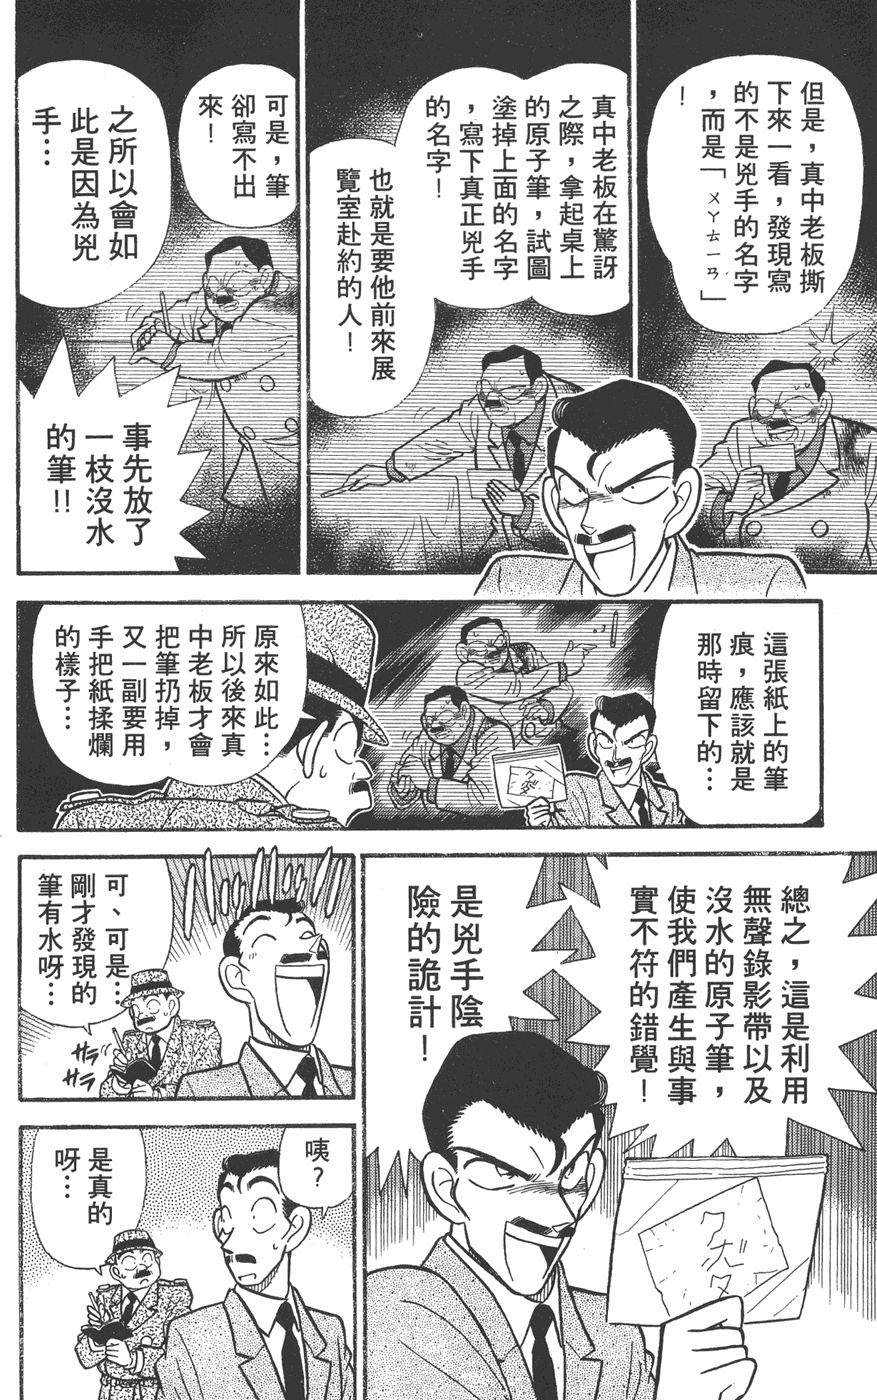 但是，真中老板撕
下來一看，發現寫
的不是兇手的名字
，而是「ㄨㄚㄊㄧㄢ」
！
真中老板在驚訝
之際，拿起桌上
的原子筆，試圖
塗掉上面的名字
，寫下真正兇手
的名字！
也就是要他前來展
覽室赴約的人！
可是，筆
卻寫不出
來！
之所以會如
此是因為兇
手…
事先放了
一枝沒水
的筆!!
這張紙上的筆
痕，應該就是
那時留下的…
原來如此…
所以後來真
中老板才會
把筆扔掉，
又一副要用
手把紙揉爛
的樣子…
總之，這是利用
無聲錄影帶以及
沒水的原子筆，
使我們產生與事
實不符的錯覺！
是兇手陰
險的詭計！
クボタ
可、可是…
剛才發現的
筆有水呀…
サラ
サラ
咦？
是真的
呀…